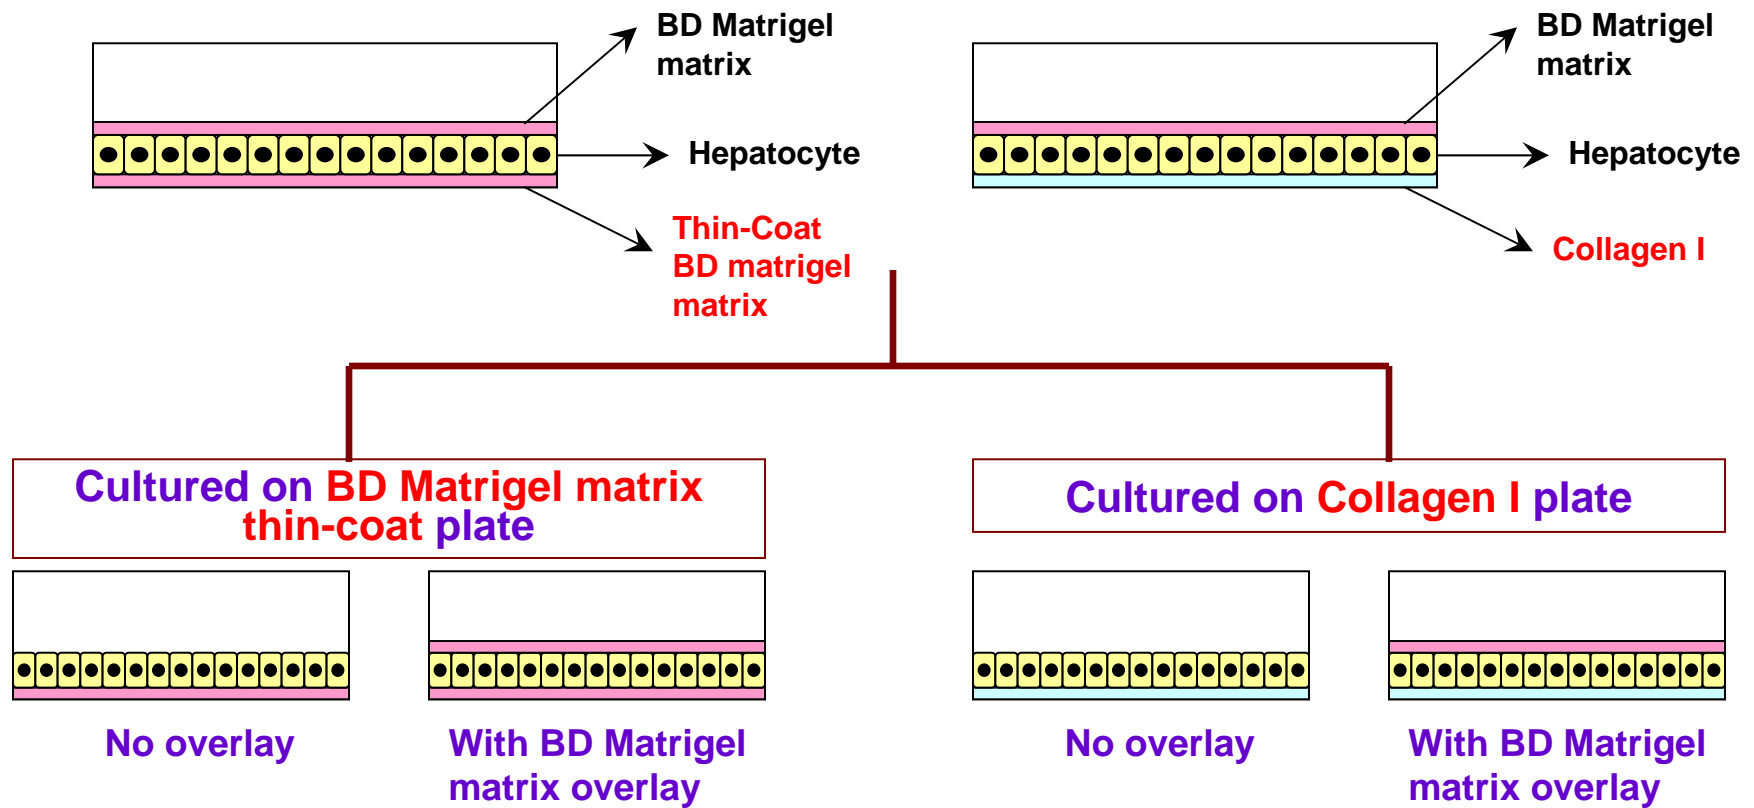 BD Matrigel
matrix
Hepatocyte
Thin-Coat
BD matrigel
matrix
BD Matrigel
matrix
Hepatocyte
Collagen I
Cultured on BD Matrigel matrix
thin-coat plate
Cultured on Collagen I plate
No overlay
With BD Matrigel
matrix overlay
No overlay
With BD Matrigel
matrix overlay